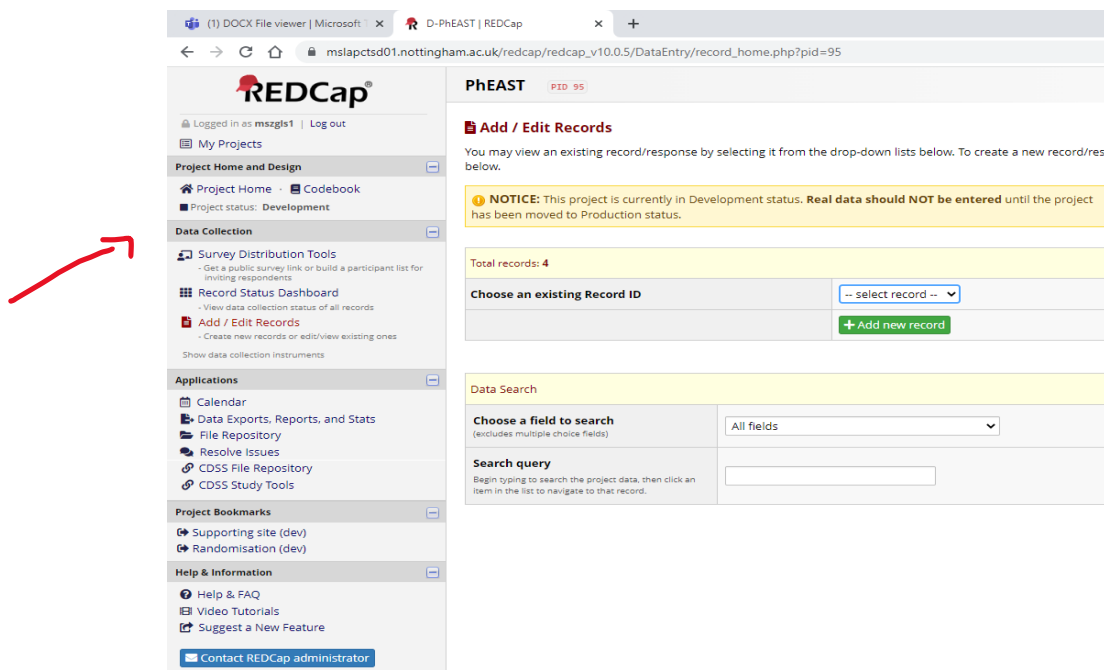 (1) DOCX File viewer | Microsoft T
D-PhEAST | REDCap
mslapctsd01.nottingham.ac.uk/redcap/redcap_v10.0.5/DataEntry/record_home.php?pid=95
REDCap®
Logged in as mszgls1 | Log out
My Projects
Project Home and Design
Project Home · Codebook
Project status: Development
Data Collection
Survey Distribution Tools
- Get a public survey link or build a participant list for
inviting respondents
Record Status Dashboard
- View data collection status of all records
Add / Edit Records
- Create new records or edit/view existing ones
Show data collection instruments
Applications
Calendar
Data Exports, Reports, and Stats
File Repository
Resolve Issues
CDSS File Repository
CDSS Study Tools
Project Bookmarks
Supporting site (dev)
Randomisation (dev)
Help & Information
Help & FAQ
Video Tutorials
Suggest a New Feature
Contact REDCap administrator
PhEAST PID 95
Add / Edit Records
You may view an existing record/response by selecting it from the drop-down lists below. To create a new record/res
below.
NOTICE: This project is currently in Development status. Real data should NOT be entered until the project
has been moved to Production status.
Total records: 4
Choose an existing Record ID
-- select record --
Add new record
Data Search
Choose a field to search
(excludes multiple choice fields)
All fields
Search query
Begin typing to search the project data, then click an
item in the list to navigate to that record.